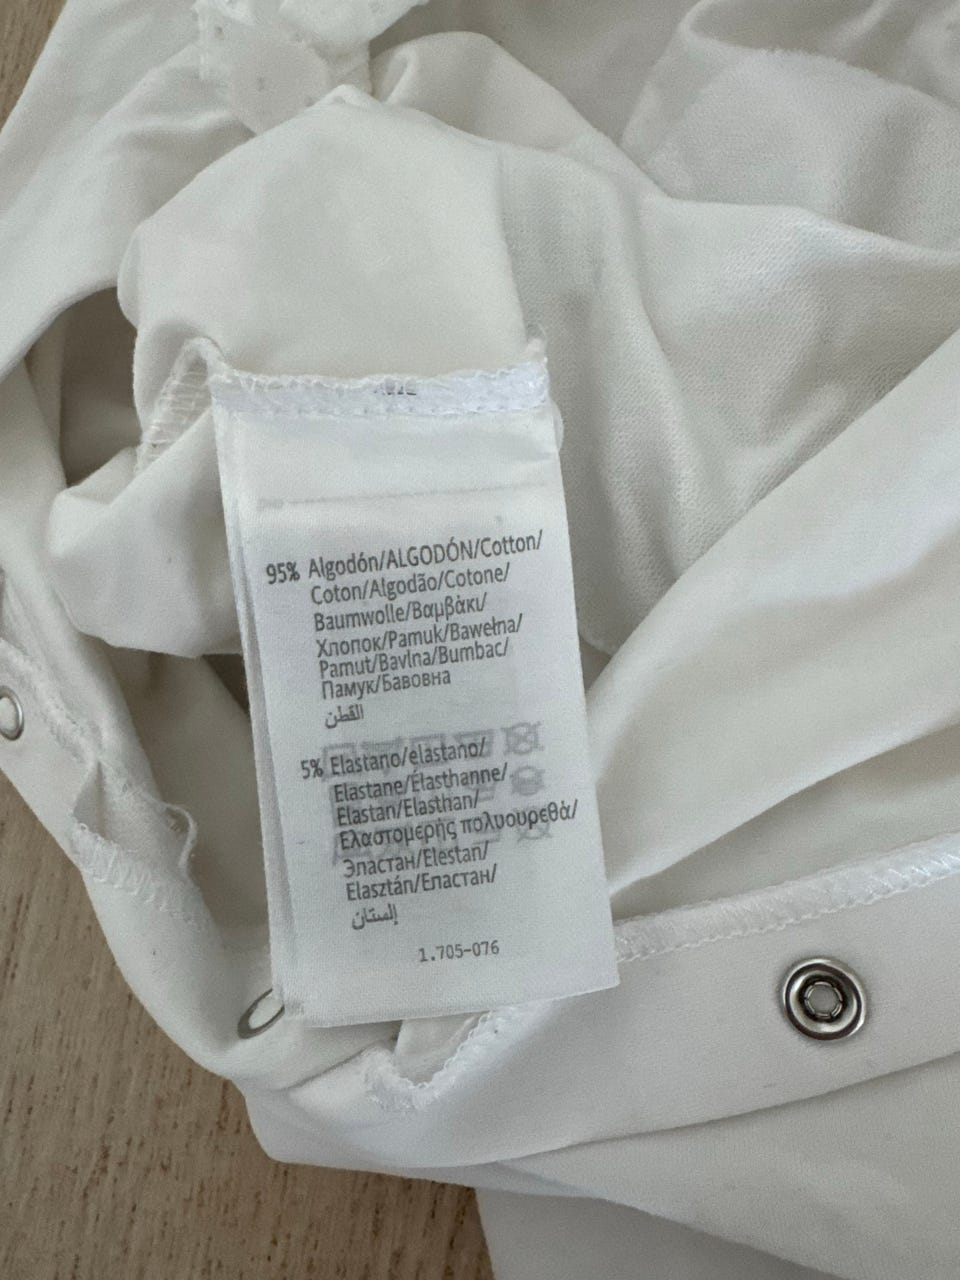 95% Algodón/ALGODÓN/Cotton/
Coton/Algodão/Cotone/
Baumwolle/Βαμβάκι/
Хлопок/Pamuk/Bawełna/
Pamut/Bavlna/Bumbac/
Памук/Бавовна
القطن
5% Elastano/elastano/
Elastane/Élasthanne/
Elastan/Elasthan/
Ελαστομερής πολυουρεθά/
Эластан/Elestan/
Elasztán/Еластан/
إلستان
1.705-076